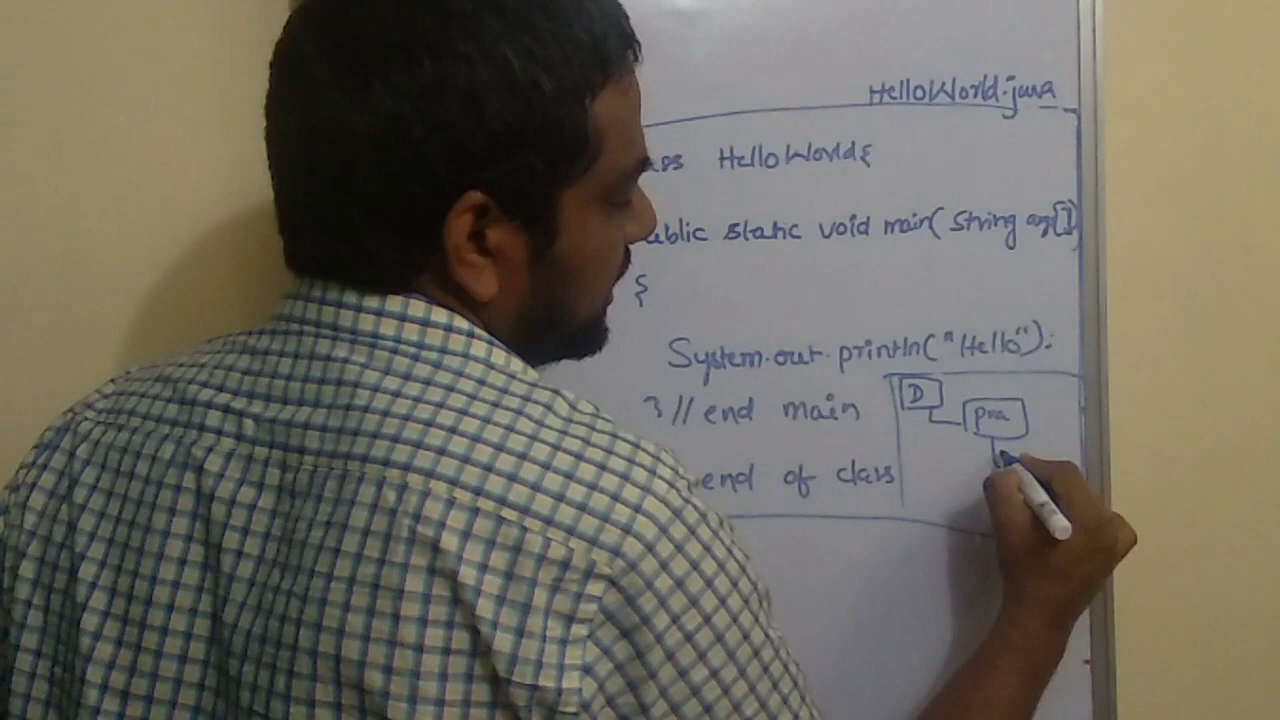 HelloWorld.java
ass HelloWorld{
ublic static void main( String arg[])
{
System.out.println("Hello");
} // end main
D
pra
end of class